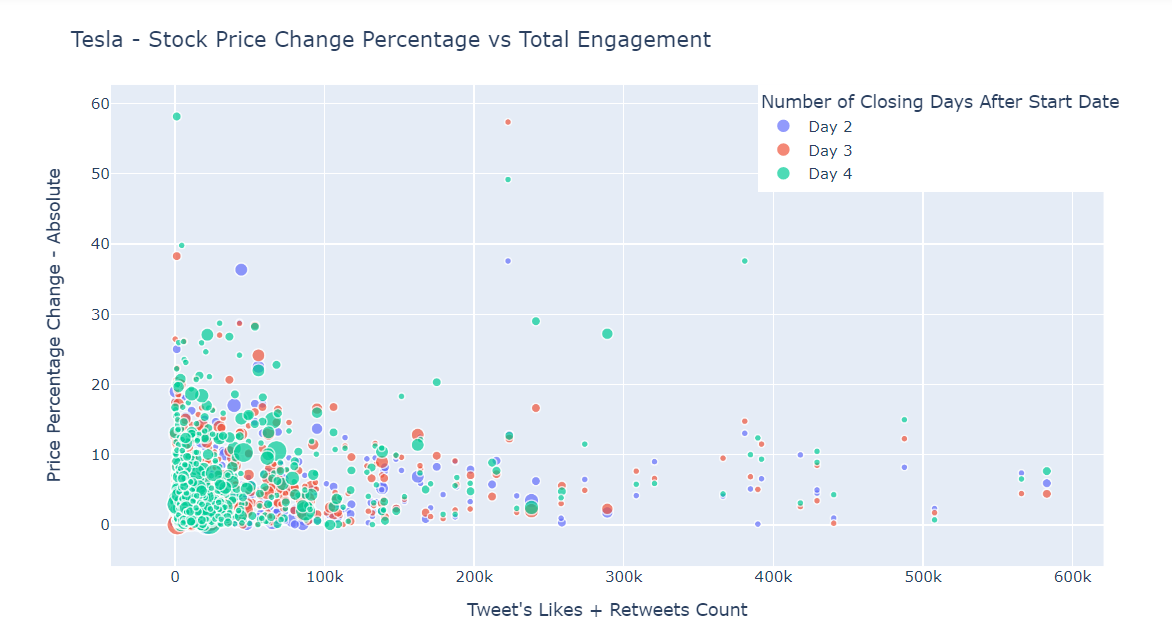 Tesla - Stock Price Change Percentage vs Total Engagement
Number of Closing Days After Start Date
Day 2
Day 3
Day 4
Price Percentage Change - Absolute
60
50
40
30
20
10
0
0
100k
200k
300k
400k
500k
600k
Tweet's Likes + Retweets Count